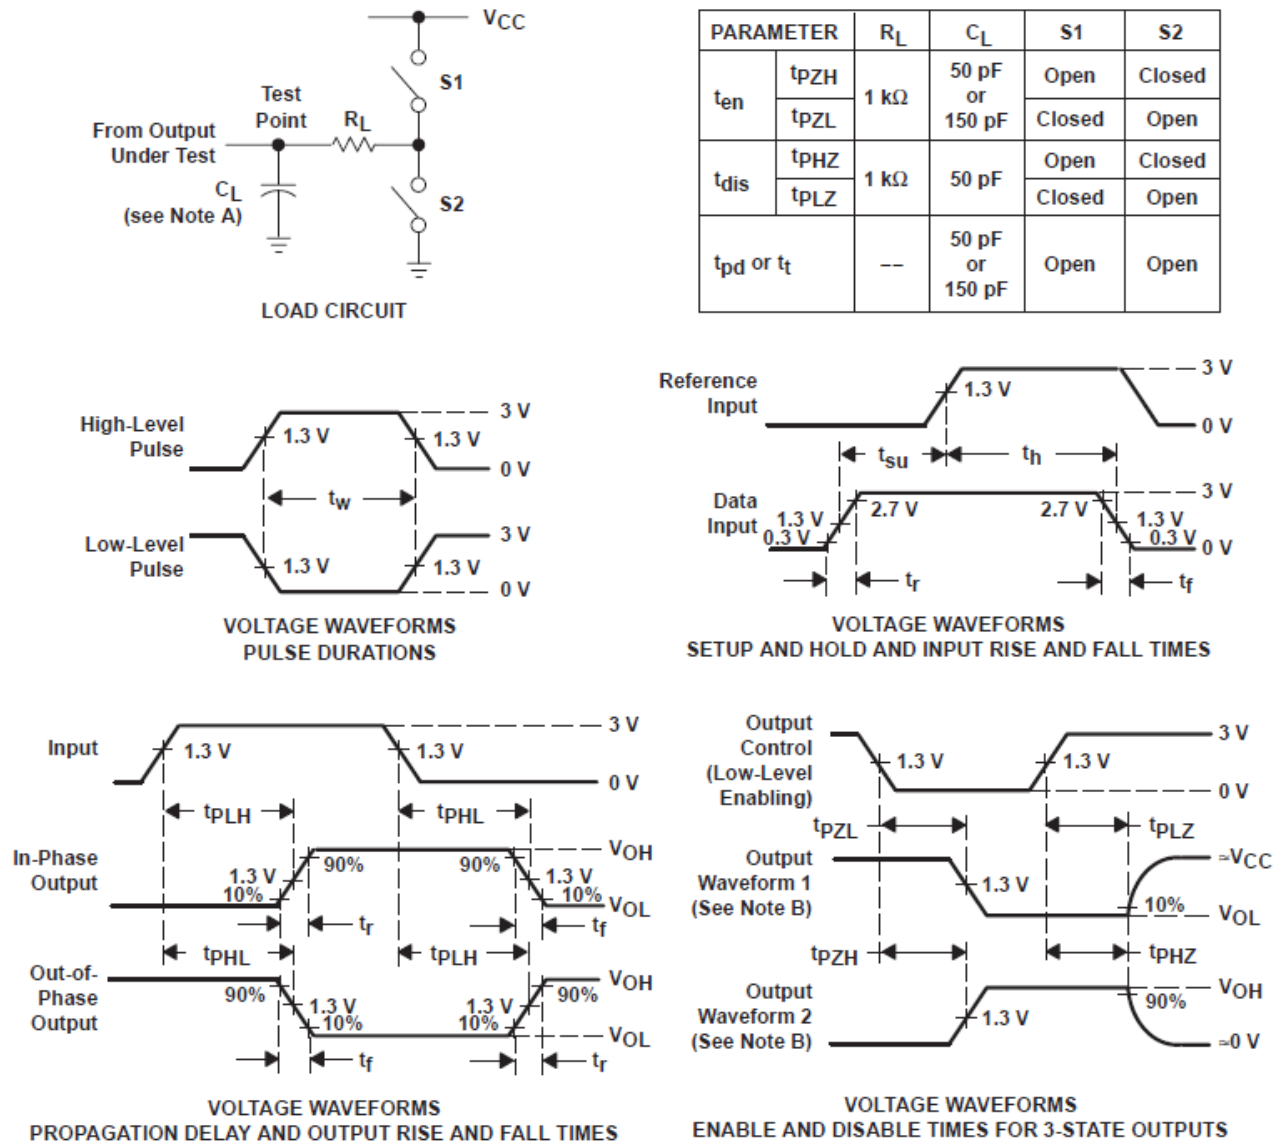 VCC
S1
Test
Point
RL
From Output
Under Test
CL
(see Note A)
S2
LOAD CIRCUIT
PARAMETER RL CL S1 S2
ten tPZH 1 kΩ 50 pF or 150 pF Open Closed
tPZL Closed Open
tdis tPHZ 1 kΩ 50 pF Open Closed
tPLZ Closed Open
tpd or tt –– 50 pF or 150 pF Open Open
High-Level
Pulse
1.3 V
1.3 V
3 V
0 V
tw
Low-Level
Pulse
1.3 V
1.3 V
3 V
0 V
VOLTAGE WAVEFORMS
PULSE DURATIONS
Reference
Input
1.3 V
3 V
0 V
tsu
th
Data
Input
1.3 V
0.3 V
2.7 V
2.7 V
3 V
1.3 V
0.3 V
0 V
tr
tf
VOLTAGE WAVEFORMS
SETUP AND HOLD AND INPUT RISE AND FALL TIMES
Input
1.3 V
1.3 V
3 V
0 V
tPLH
tPHL
In-Phase
Output
1.3 V
10%
90%
90%
1.3 V
10%
VOH
VOL
tr
tf
tPHL
tPLH
Out-of-
Phase
Output
90%
1.3 V
10%
1.3 V
10%
90%
VOH
VOL
tf
tr
VOLTAGE WAVEFORMS
PROPAGATION DELAY AND OUTPUT RISE AND FALL TIMES
Output
Control
(Low-Level
Enabling)
1.3 V
1.3 V
3 V
0 V
tPZL
tPLZ
Output
Waveform 1
(See Note B)
1.3 V
10%
≈VCC
VOL
tPZH
tPHZ
Output
Waveform 2
(See Note B)
1.3 V
90%
VOH
≈0 V
VOLTAGE WAVEFORMS
ENABLE AND DISABLE TIMES FOR 3-STATE OUTPUTS